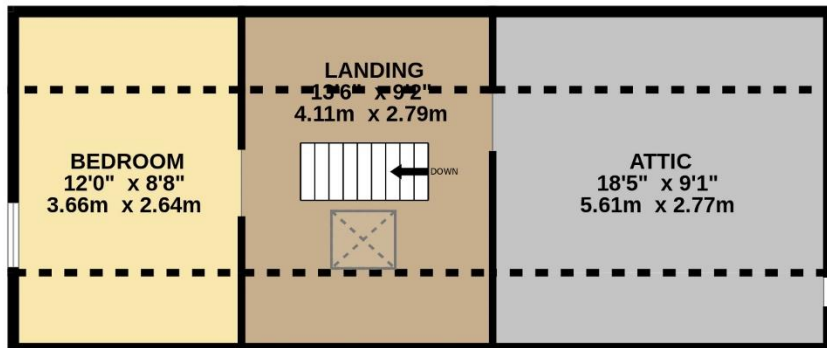 LANDING
13'6" x 9'2"
4.11m x 2.79m
BEDROOM
12'0" x 8'8"
3.66m x 2.64m
DOWN
ATTIC
18'5" x 9'1"
5.61m x 2.77m